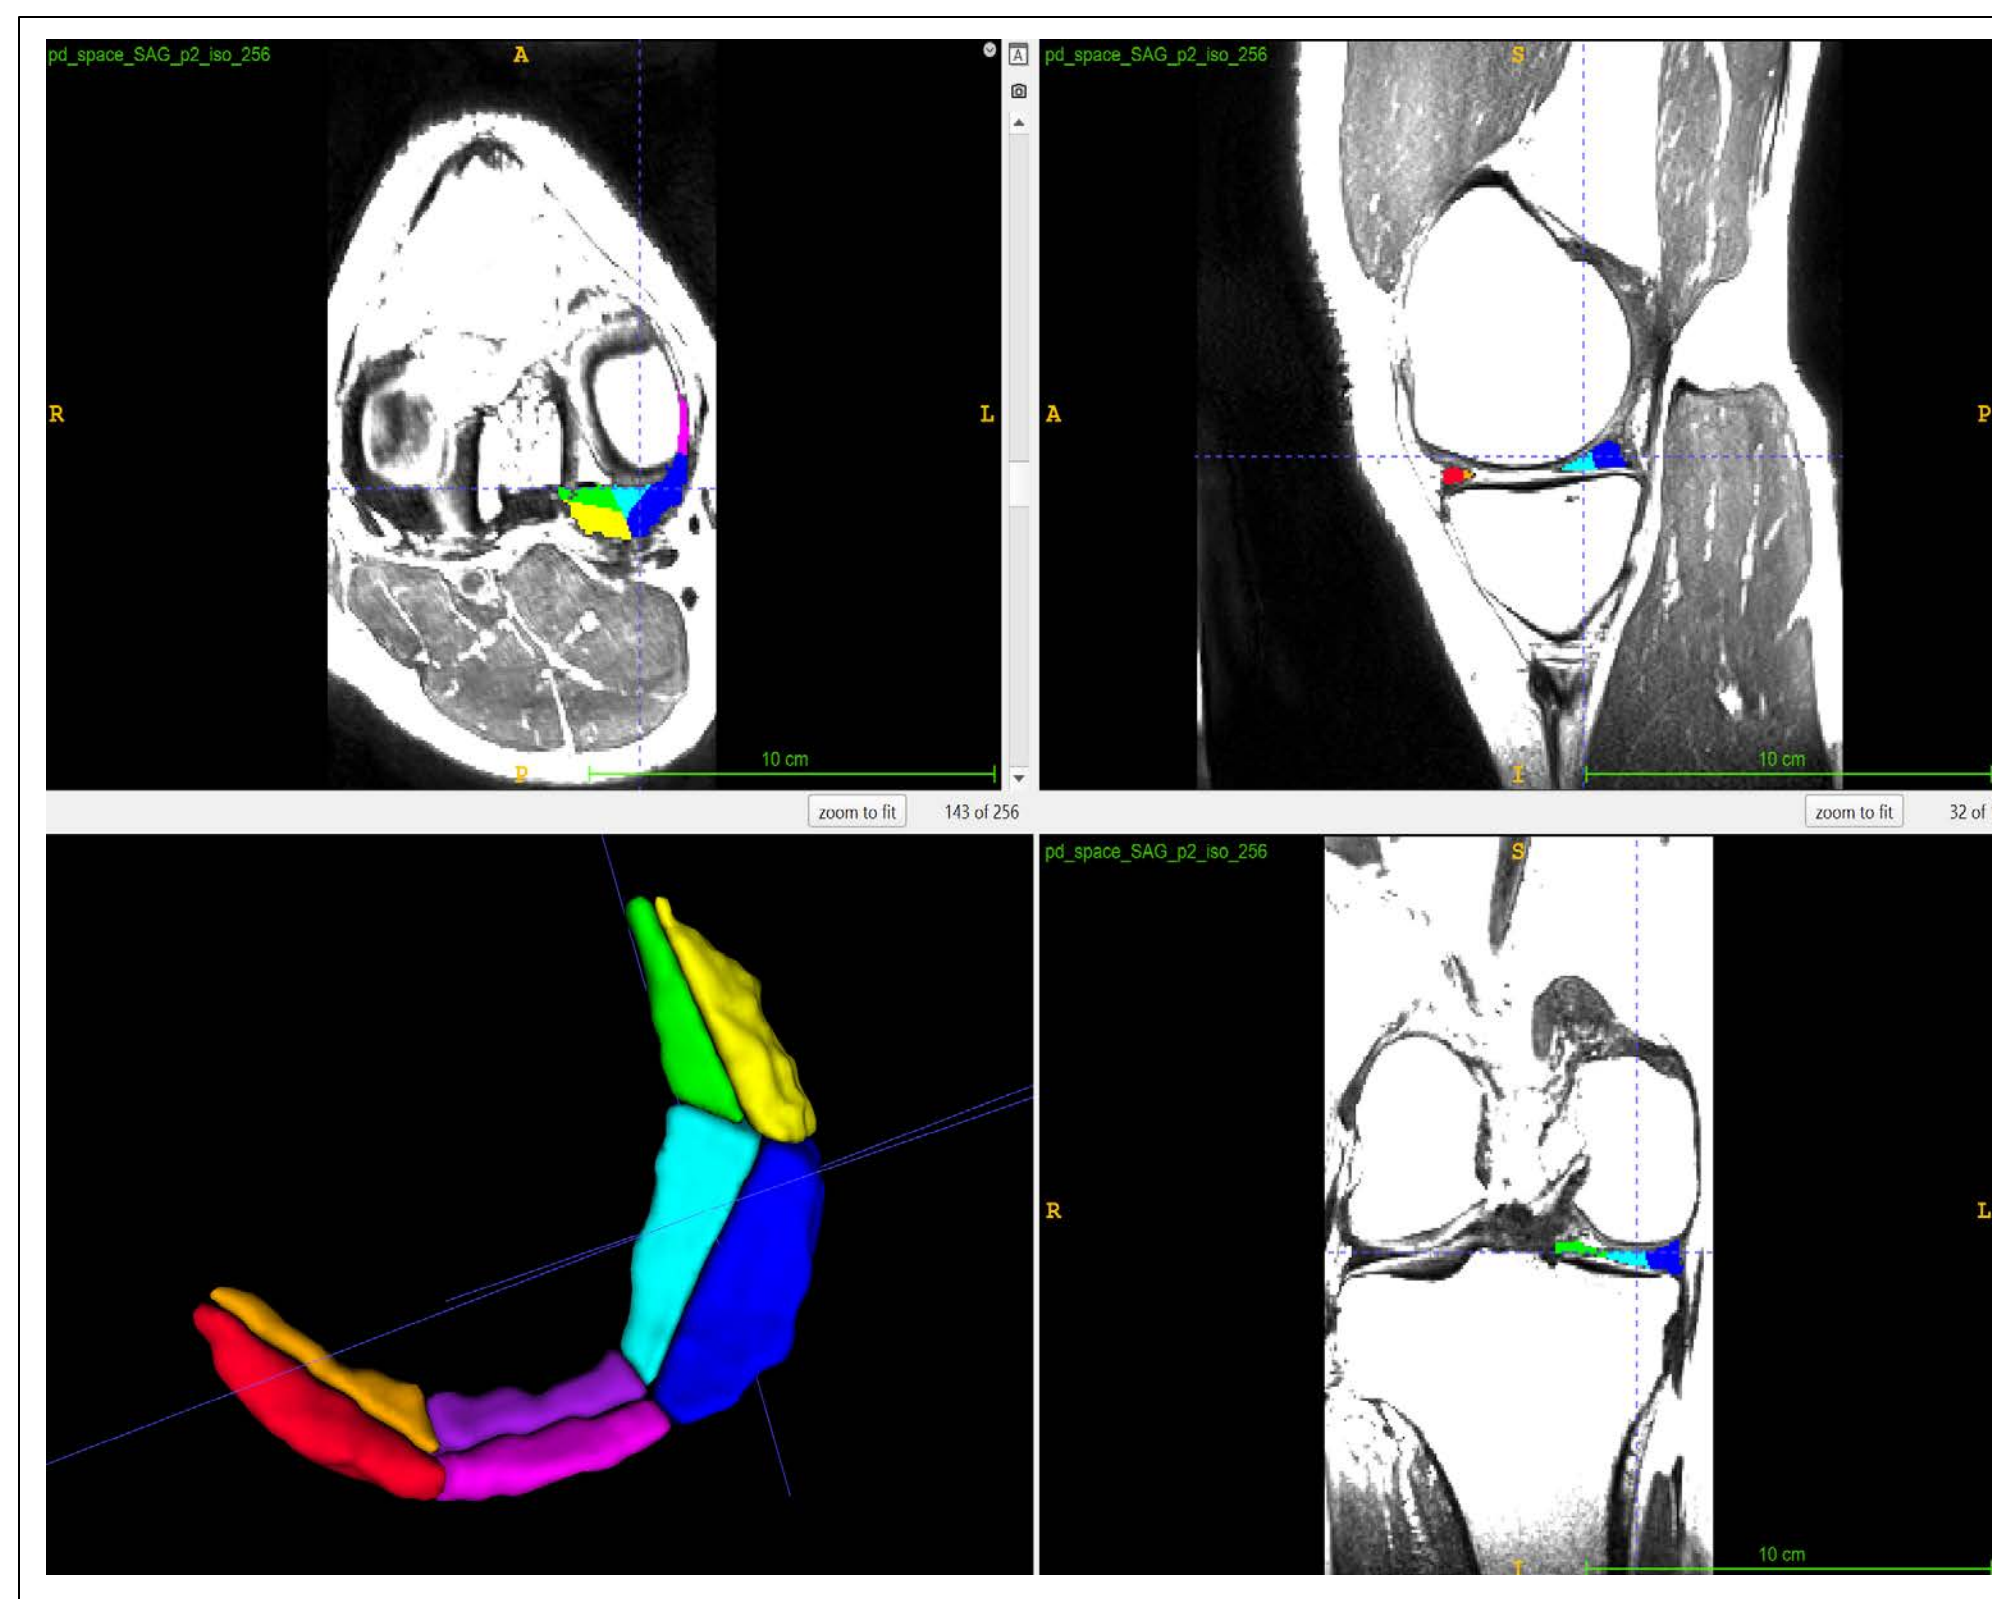 pd_space_SAG_p2_iso_256
A
R
L
P
10 cm
zoom to fit
143 of 256
A
pd_space_SAG_p2_iso_256
S
A
P
I
10 cm
zoom to fit
32 of
pd_space_SAG_p2_iso_256
S
R
L
I
10 cm